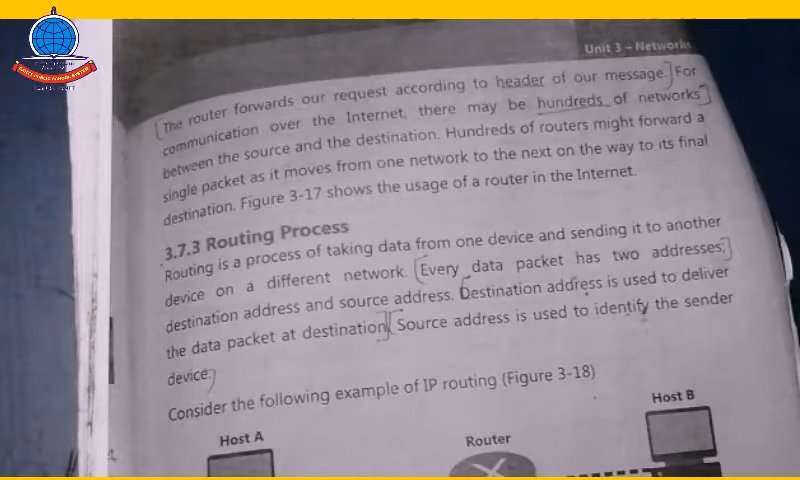 Unit 3 – Networks
The router forwards our request according to header of our message. For
communication over the Internet, there may be hundreds of networks
between the source and the destination. Hundreds of routers might forward a
single packet as it moves from one network to the next on the way to its final
destination. Figure 3-17 shows the usage of a router in the Internet.
3.7.3 Routing Process
Routing is a process of taking data from one device and sending it to another
device on a different network. Every data packet has two addresses;
destination address and source address. Destination address is used to deliver
the data packet at destination. Source address is used to identify the sender
device.
Consider the following example of IP routing (Figure 3-18)
Host A
Router
Host B